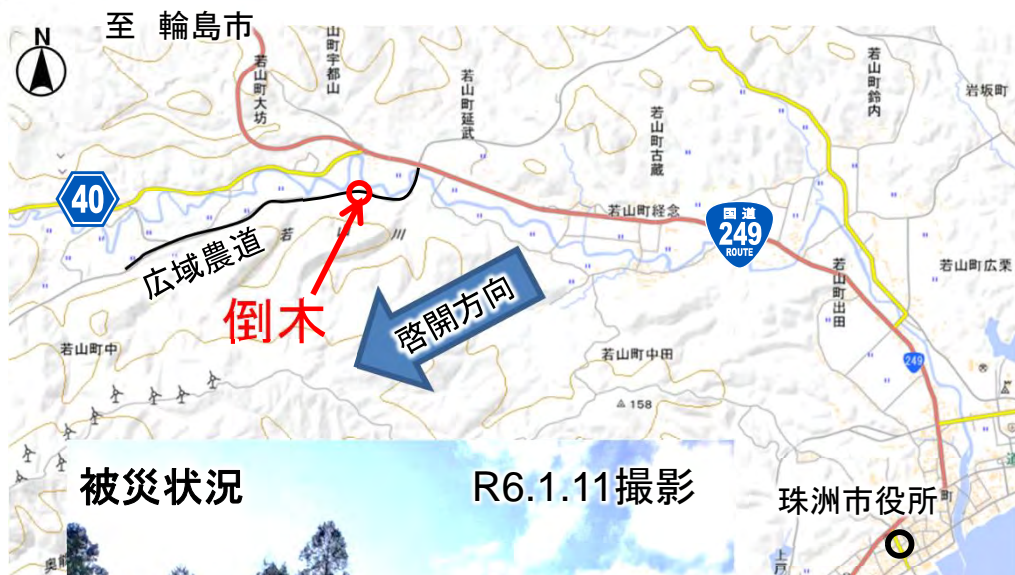 至 輪島市
N
山町宇都山
若山町大坊
若山町延武
若山町古蔵
若山町鈴内
岩坂町
40
若山町経念
国道
249
ROUTE
若山川
広域農道
若山町広栗
若山町出田
啓開方向
倒木
若山町中
若山町中田
249
158
被災状況
R6.1.11撮影
珠洲市役所
町
上戸